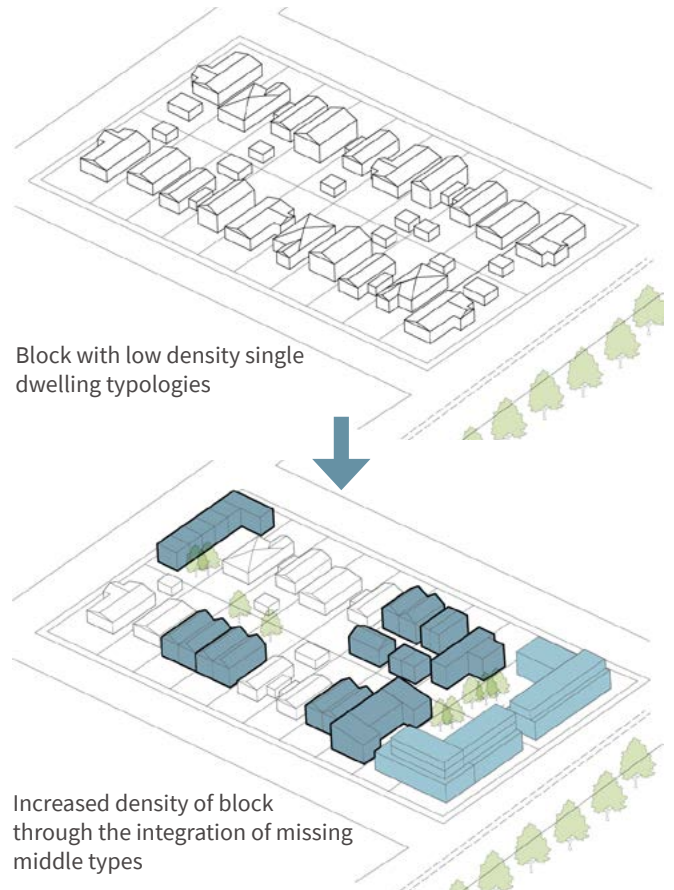 Block with low density single
dwelling typologies
Increased density of block
through the integration of missing
middle types